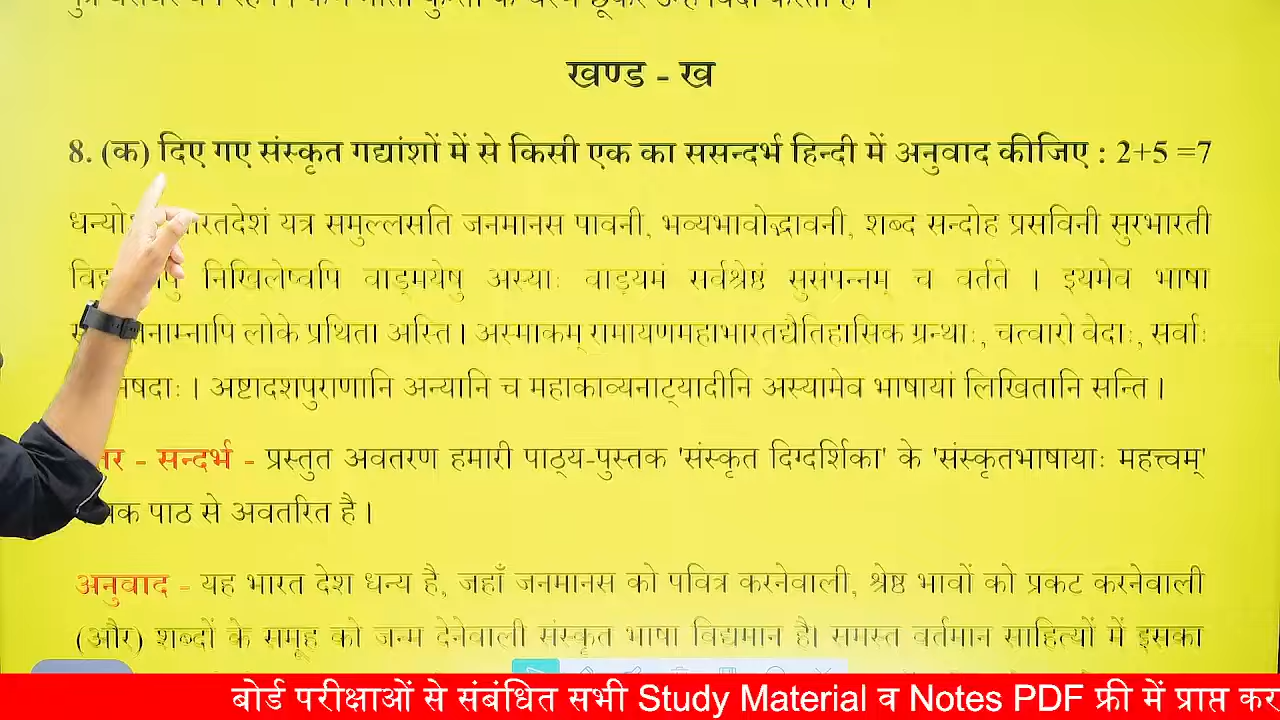 खण्ड - ख
8. (क) दिए गए संस्कृत गद्यांशों में से किसी एक का ससन्दर्भ हिन्दी में अनुवाद कीजिए : 2+5 =7
यत्र समुल्लसति जनमानस पावनी, भव्यभावोद्भावनी, शब्द सन्दोह प्रसविनी सुरभारती
निखिलेष्वपि वाड्मयेषु अस्याः वाड्यमं सर्वश्रेष्ठं सुसंपन्नम् च वर्तते । इयमेव भाषा
लोके प्रथिता अस्ति। अस्माकम् रामायणमहाभारतद्यैतिहासिक ग्रन्थाः, चत्वारो वेदाः, सर्वाः
अष्टादशपुराणानि अन्यानि च महाकाव्यनाट्यादीनि अस्यामेव भाषायां लिखितानि सन्ति।
- सन्दर्भ - प्रस्तुत अवतरण हमारी पाठ्य-पुस्तक 'संस्कृत दिग्दर्शिका' के 'संस्कृतभाषायाः महत्त्वम्'
पाठ से अवतरित है।
अनुवाद - यह भारत देश धन्य है, जहाँ जनमानस को पवित्र करनेवाली, श्रेष्ठ भावों को प्रकट करनेवाली
(और) शब्दों के समूह को जन्म देनेवाली संस्कृत भाषा विद्यमान है। समस्त वर्तमान साहित्यों में इसका
बोर्ड परीक्षाओं से संबंधित सभी Study Material व Notes PDF फ्री में प्राप्त कर